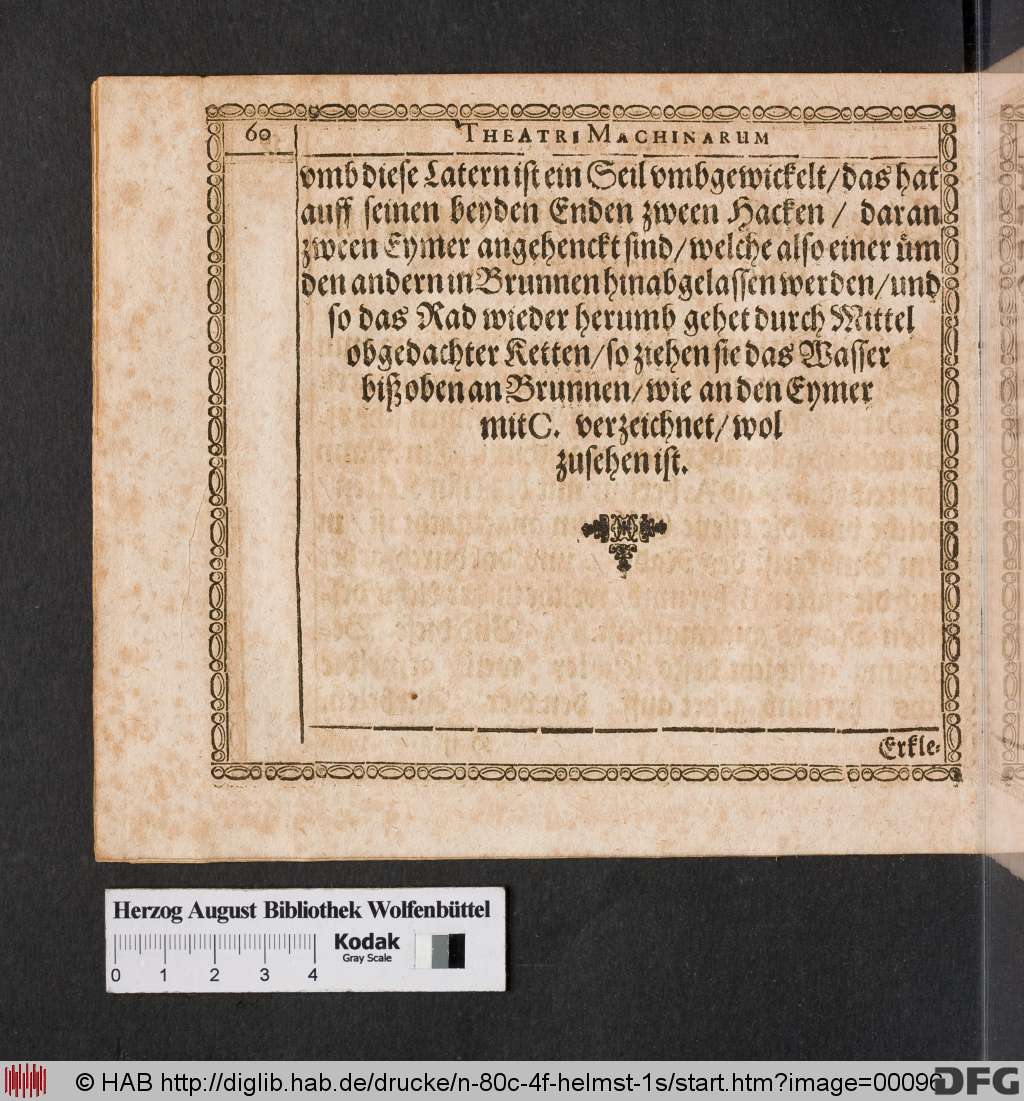 60
THEATRI MACHINARUM
vmb diese Latern ist ein Seil vmbgewickelt/das hat
auff seinen beyden Enden zween Hacken / daran
zween Eymer angehenckt sind/welche also einer uͤm
den andern in Brunnen hinabgelassen werden/und
so das Rad wieder herumb gehet durch Mittel
obgedachter Ketten/so ziehen sie das Wasser
biß oben an Brunnen/wie an den Eymer
mit C. verzeichnet/wol
zusehen ist.
Erkle⸗
Herzog August Bibliothek Wolfenbüttel
Kodak
Gray Scale
0 1 2 3 4
© HAB http://diglib.hab.de/drucke/n-80c-4f-helmst-1s/start.htm?image=00096
DFG